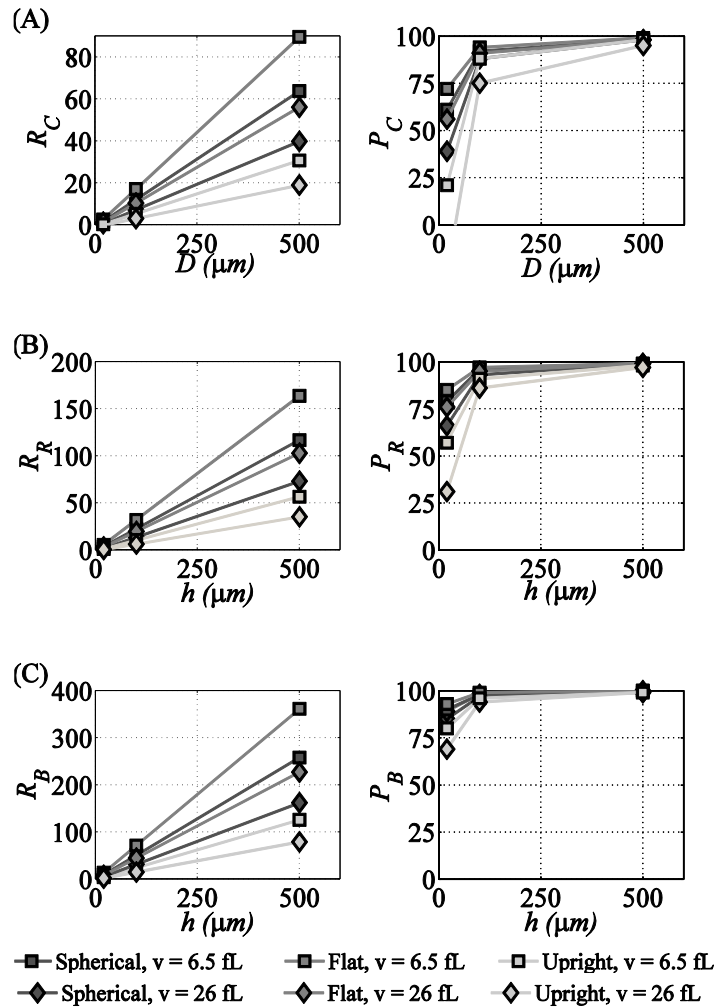 (A)
80
60
40
20
0
R_C
0
250
500
D (μm)
100
75
50
25
0
P_C
0
250
500
D (μm)
(B)
200
150
100
50
0
R_R
0
250
500
h (μm)
100
75
50
25
0
P_R
0
250
500
h (μm)
(C)
400
300
200
100
0
R_B
0
250
500
h (μm)
100
75
50
25
0
P_B
0
250
500
h (μm)
Spherical, v = 6.5 fL
Flat, v = 6.5 fL
Upright, v = 6.5 fL
Spherical, v = 26 fL
Flat, v = 26 fL
Upright, v = 26 fL